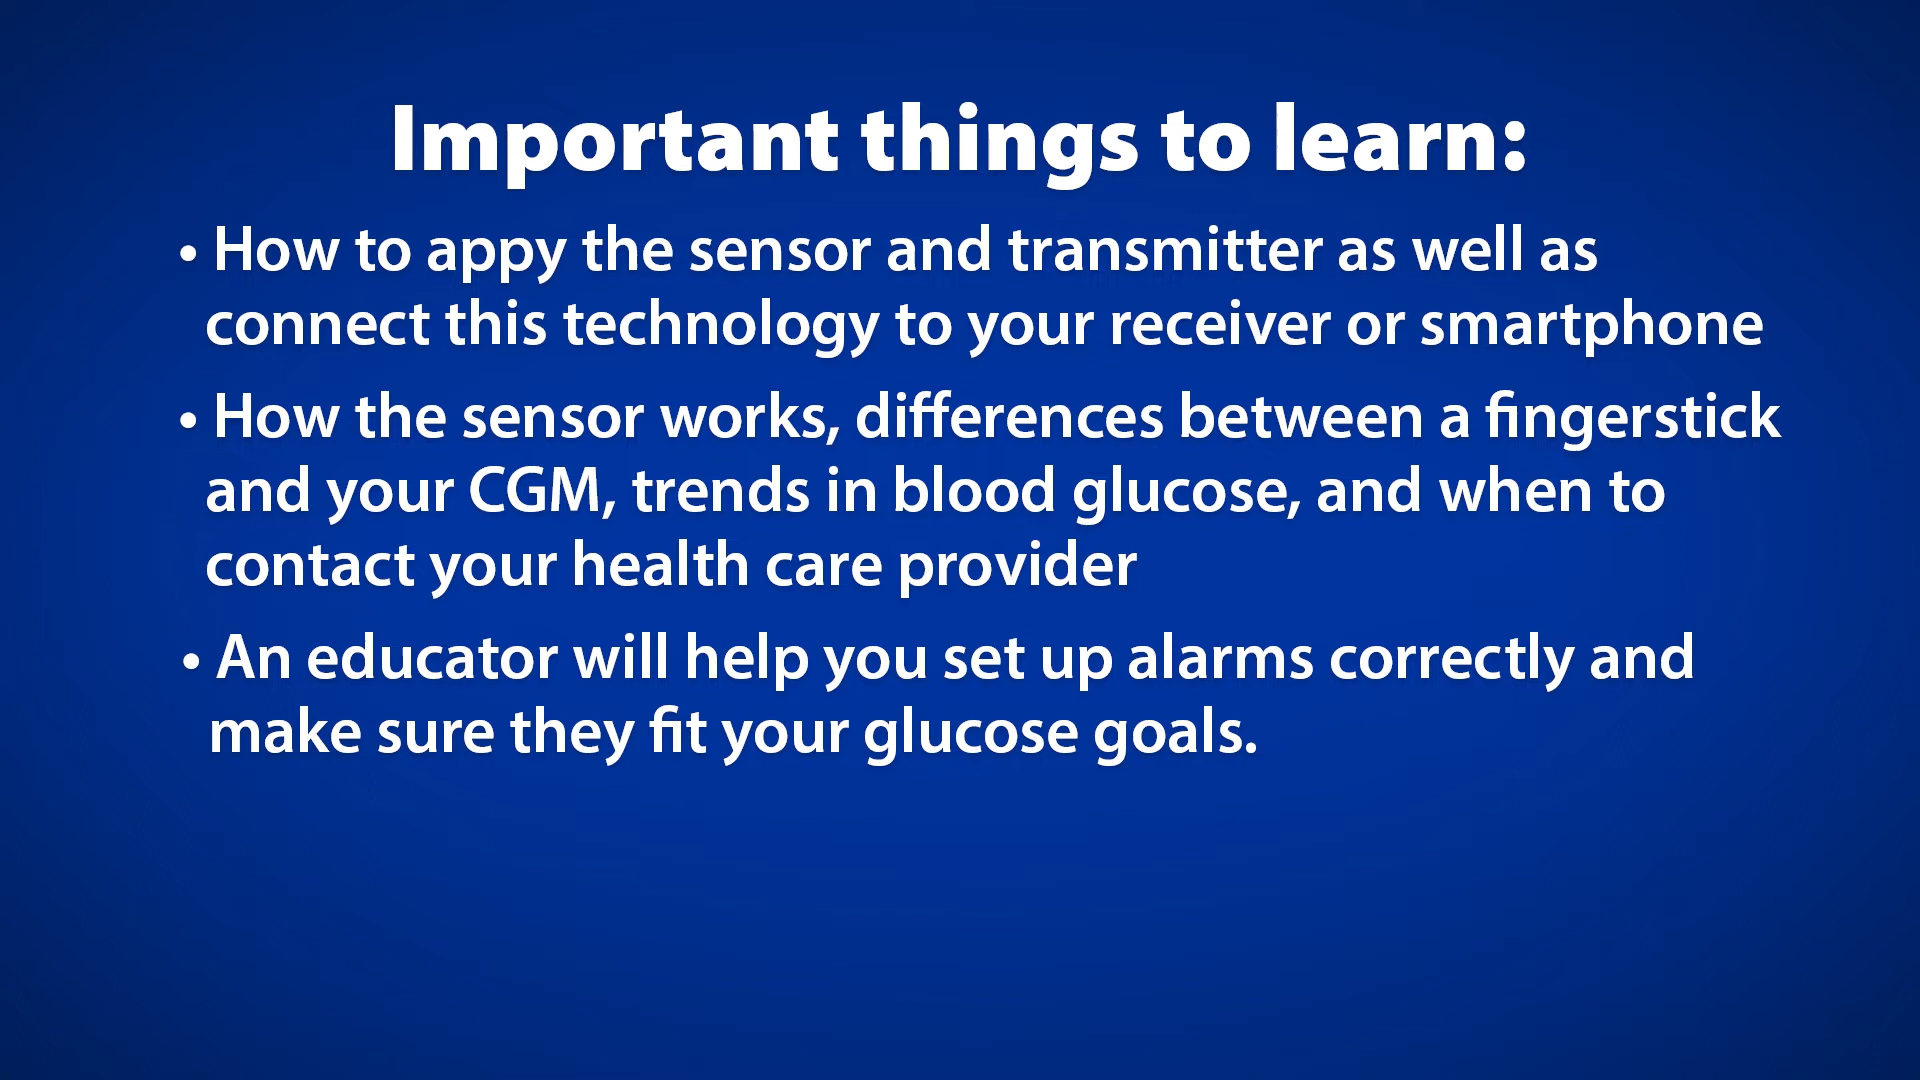 Important things to learn:
• How to appy the sensor and transmitter as well as
connect this technology to your receiver or smartphone
• How the sensor works, differences between a fingerstick
and your CGM, trends in blood glucose, and when to
contact your health care provider
• An educator will help you set up alarms correctly and
make sure they fit your glucose goals.